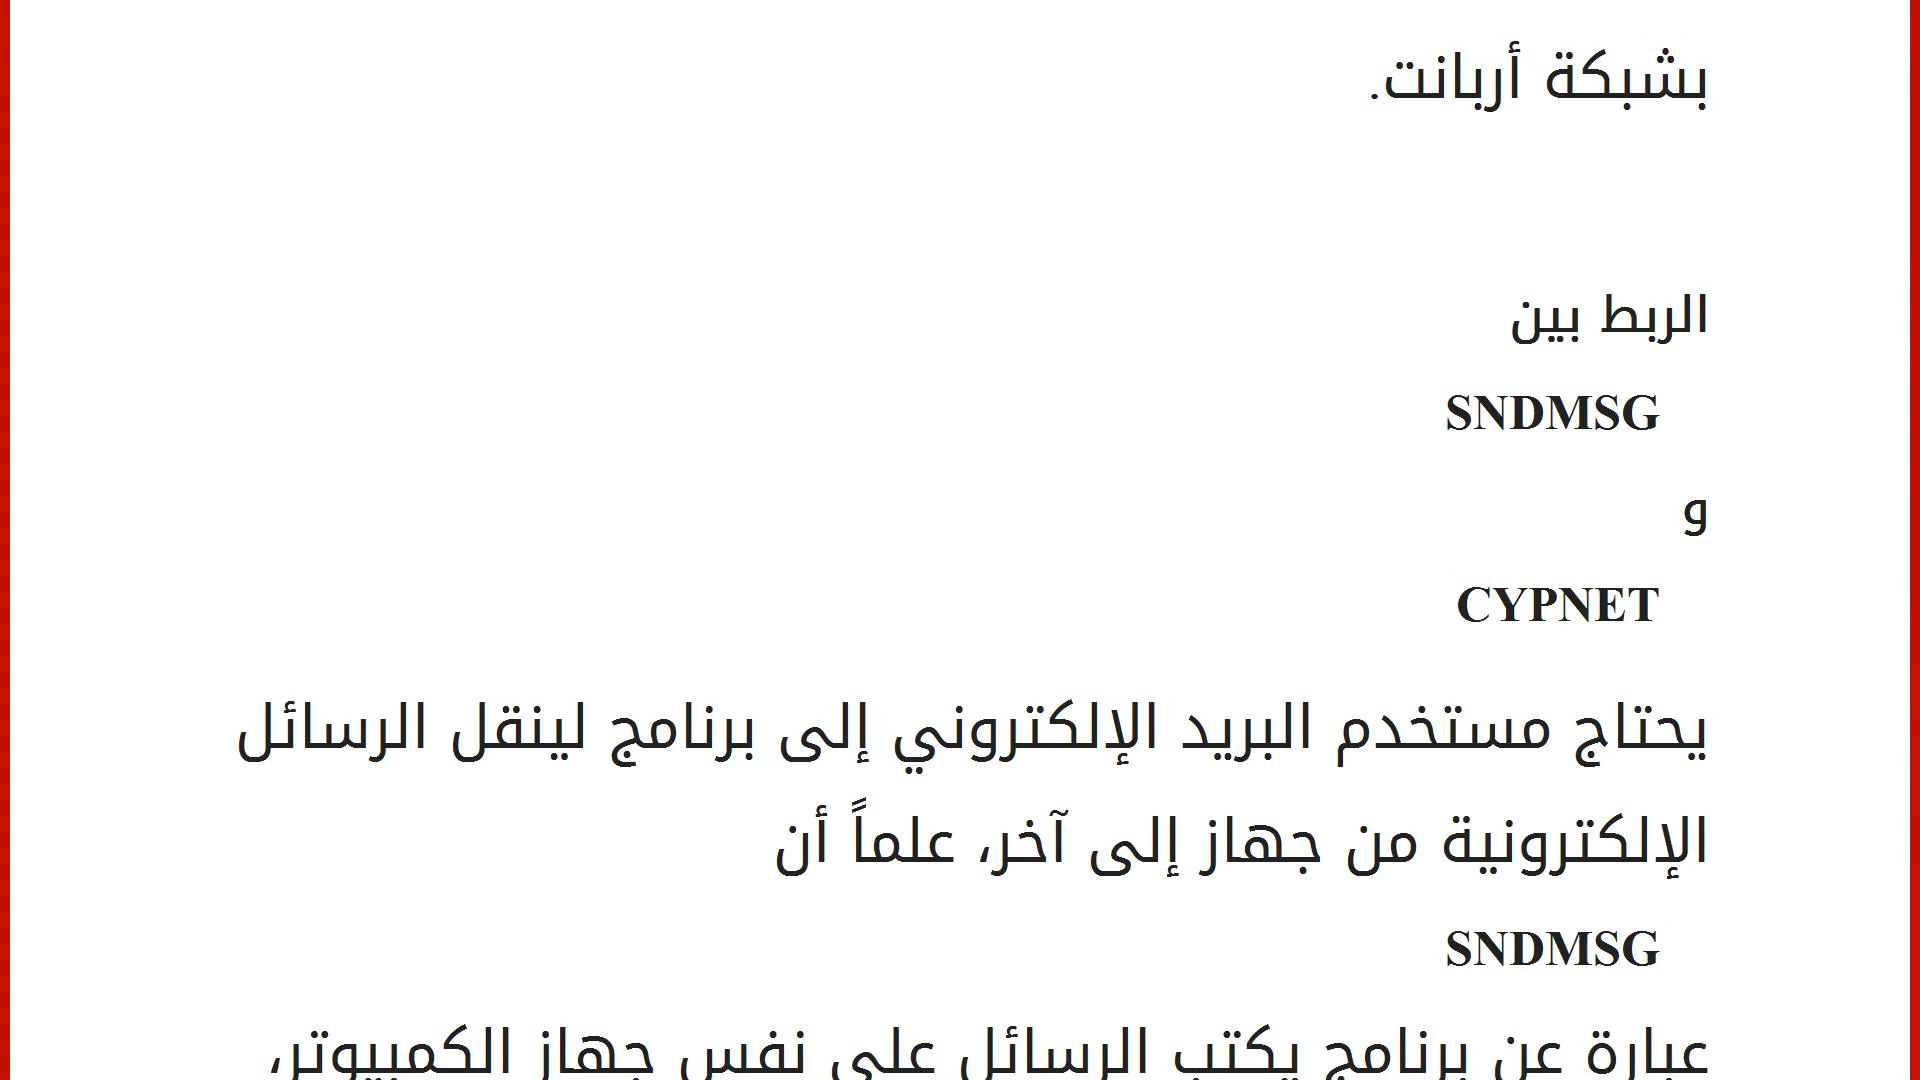 بشبكة أربانت.
الربط بين
SNDMSG
و
CYPNET
يحتاج مستخدم البريد الإلكتروني إلى برنامج لينقل الرسائل
الإلكترونية من جهاز إلى آخر، علماً أن
SNDMSG
عبارة عن برنامج يكتب الرسائل على نفس جهاز الكمبيوتر،